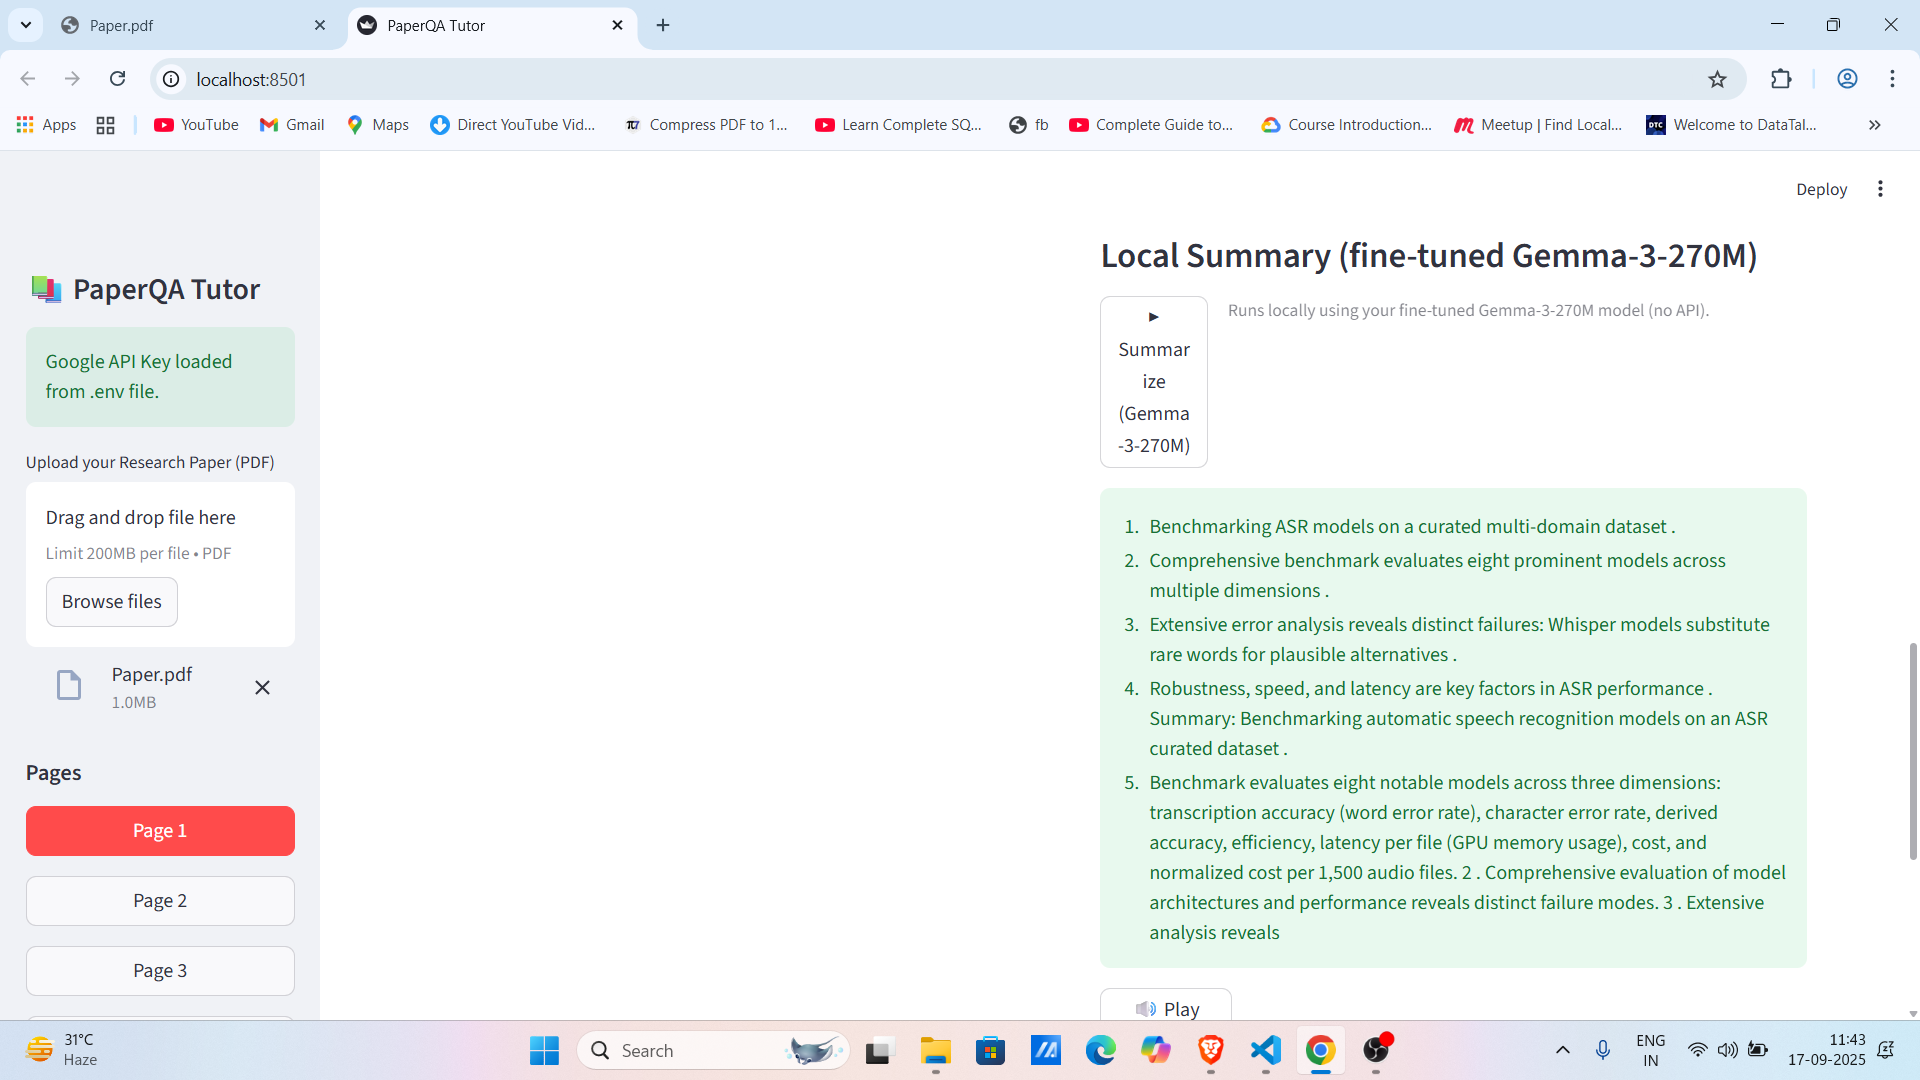 Paper.pdf
PaperQA Tutor
localhost:8501
Apps
YouTube
Gmail
Maps
Direct YouTube Vid...
Compress PDF to 1...
Learn Complete SQ...
fb
Complete Guide to...
Course Introduction...
Meetup | Find Local...
Welcome to DataTal...
Deploy
PaperQA Tutor
Google API Key loaded
from .env file.
Upload your Research Paper (PDF)
Drag and drop file here
Limit 200MB per file • PDF
Browse files
Paper.pdf
1.0MB
Pages
Page 1
Page 2
Page 3
Local Summary (fine-tuned Gemma-3-270M)
Summar
ize
(Gemma
-3-270M)
Runs locally using your fine-tuned Gemma-3-270M model (no API).
1. Benchmarking ASR models on a curated multi-domain dataset .
2. Comprehensive benchmark evaluates eight prominent models across
multiple dimensions .
3. Extensive error analysis reveals distinct failures: Whisper models substitute
rare words for plausible alternatives .
4. Robustness, speed, and latency are key factors in ASR performance .
Summary: Benchmarking automatic speech recognition models on an ASR
curated dataset .
5. Benchmark evaluates eight notable models across three dimensions:
transcription accuracy (word error rate), character error rate, derived
accuracy, efficiency, latency per file (GPU memory usage), cost, and
normalized cost per 1,500 audio files. 2 . Comprehensive evaluation of model
architectures and performance reveals distinct failure modes. 3 . Extensive
analysis reveals
Play
31°C
Haze
Search
ENG
IN
11:43
17-09-2025